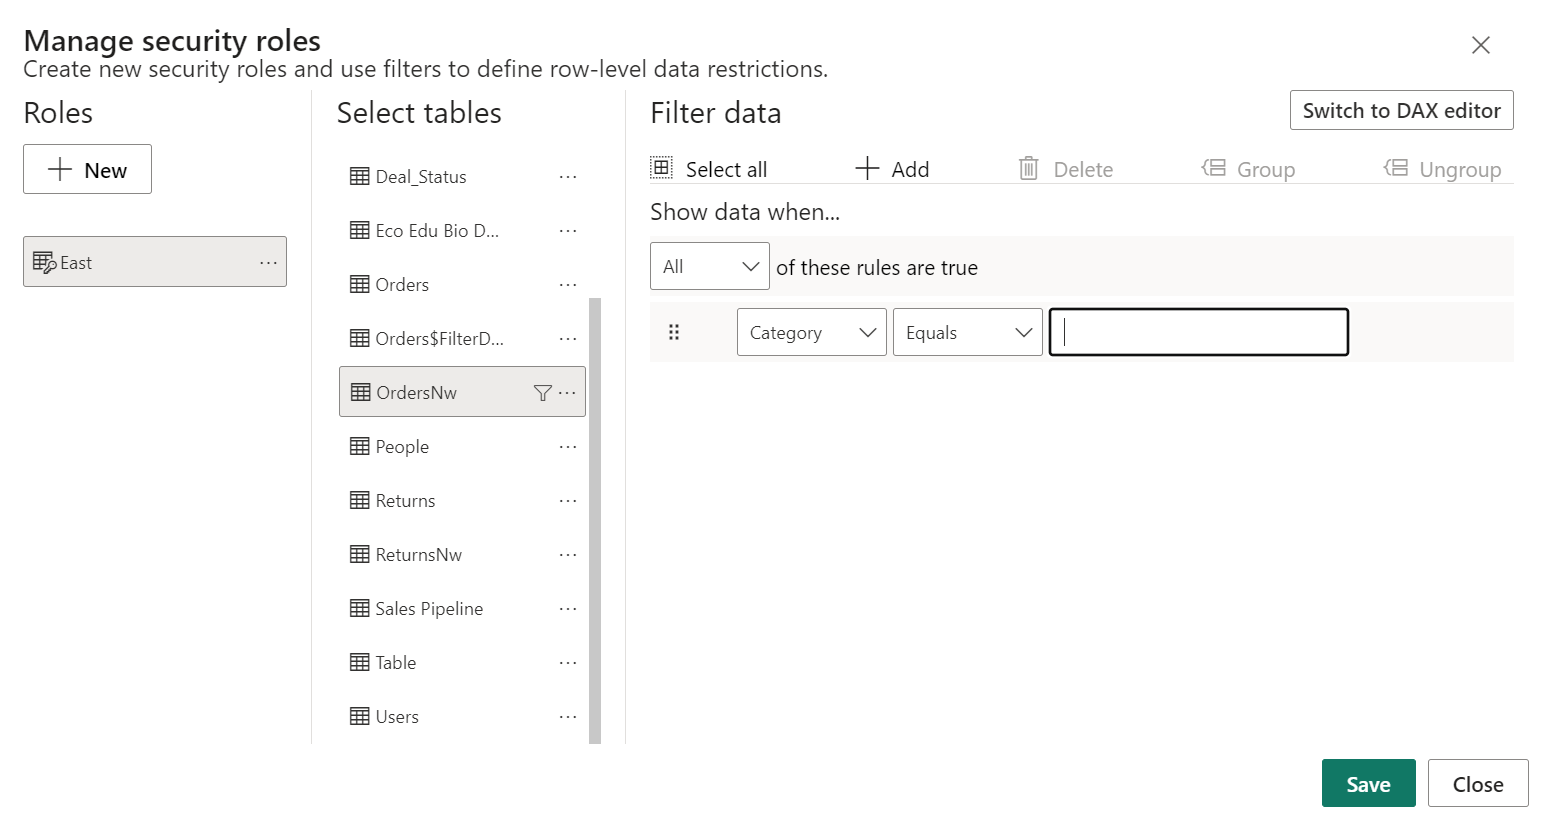 Manage security roles
Create new security roles and use filters to define row-level data restrictions.
Roles
New
East
Select tables
Deal_Status
Eco Edu Bio D...
Orders
Orders$FilterD...
OrdersNw
People
Returns
ReturnsNw
Sales Pipeline
Table
Users
Filter data
Switch to DAX editor
Select all Add Delete Group Ungroup
Show data when...
All of these rules are true
Category Equals
Save Close